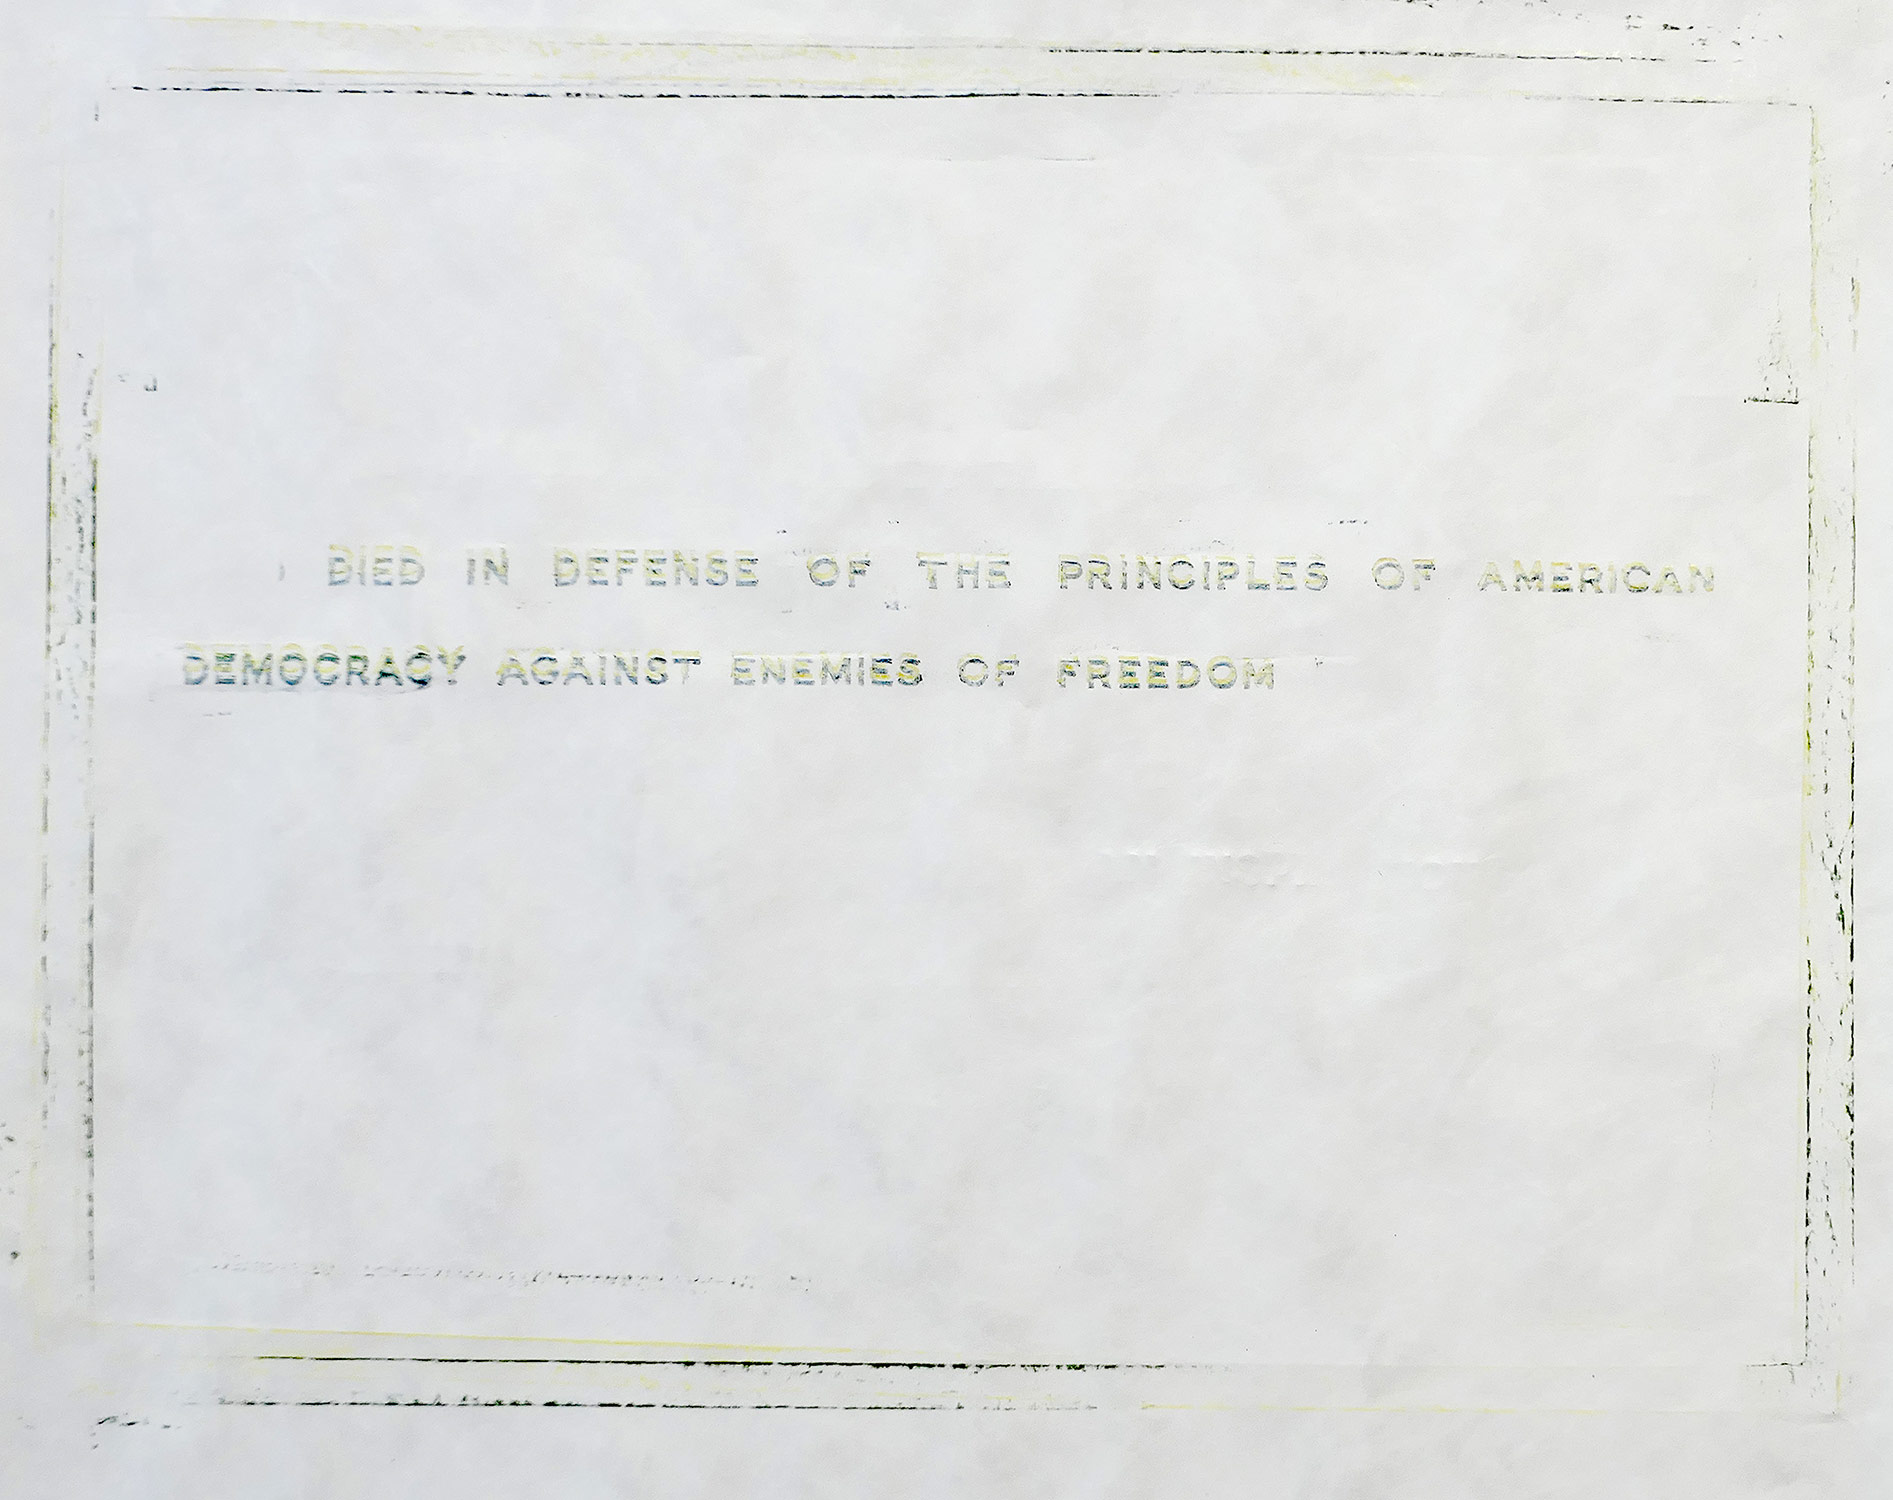 DIED IN DEFENSE OF THE PRINCIPLES OF AMERICAN
DEMOCRACY AGAINST ENEMIES OF FREEDOM